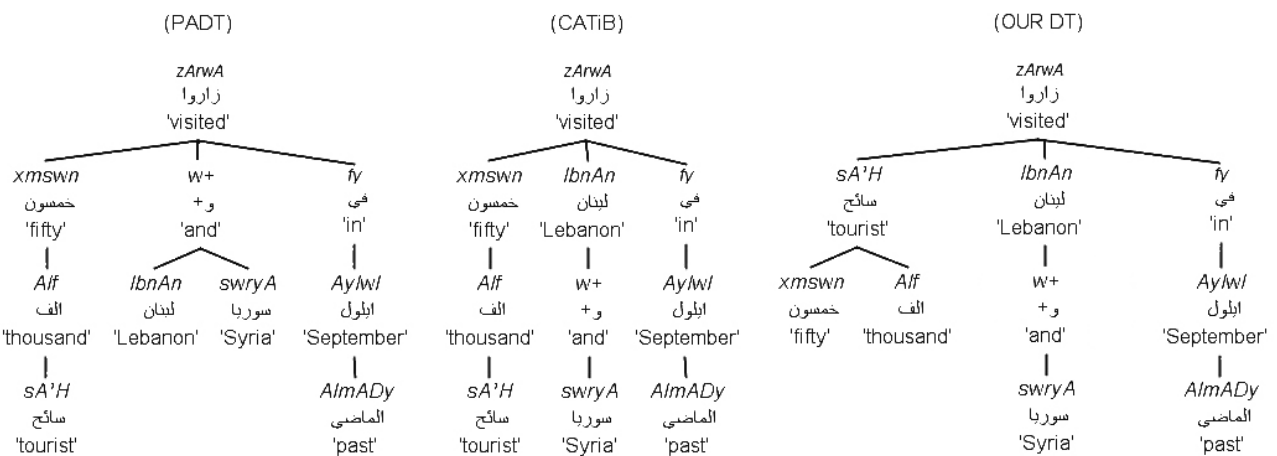 (PADT) (CATiB) (OUR DT)
zArwA zArwA zArwA
زاروا زاروا زاروا
'visited' 'visited' 'visited'
xmswn w+ fy xmswn lbnAn fy sA'H lbnAn fy
خمسون و+ في خمسون لبنان في سائح لبنان في
'fifty' 'and' 'in' 'fifty' 'Lebanon' 'in' 'tourist' 'Lebanon' 'in'
Alf lbnAn swryA Aylwl Alf w+ Aylwl xmswn Alf w+ Aylwl
الف لبنان سوريا ايلول الف و+ ايلول خمسون الف و+ ايلول
'thousand' 'Lebanon' 'Syria' 'September' 'thousand' 'and' 'September' 'fifty' 'thousand' 'and' 'September'
sA'H AlmADy sA'H swryA AlmADy swryA AlmADy
سائح الماضي سائح سوريا الماضي سوريا الماضي
'tourist' 'past' 'tourist' 'Syria' 'past' 'Syria' 'past'